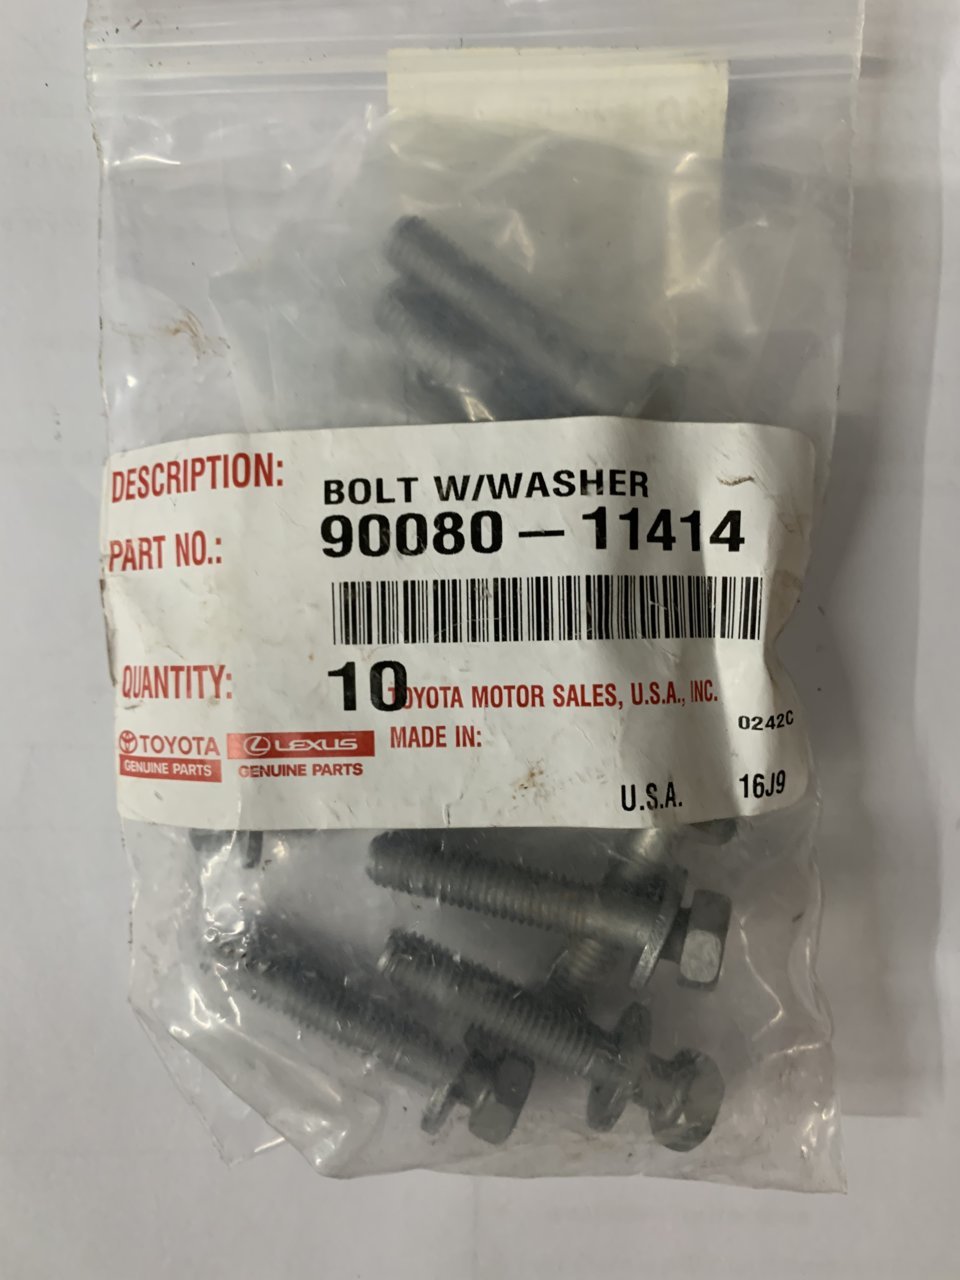 DESCRIPTION: BOLT W/WASHER
PART NO.: 90080-11414
QUANTITY: 10
TOYOTA MOTOR SALES, U.S.A., INC.
TOYOTA LEXUS MADE IN: 0242C
GENUINE PARTS GENUINE PARTS
U.S.A. 16J9